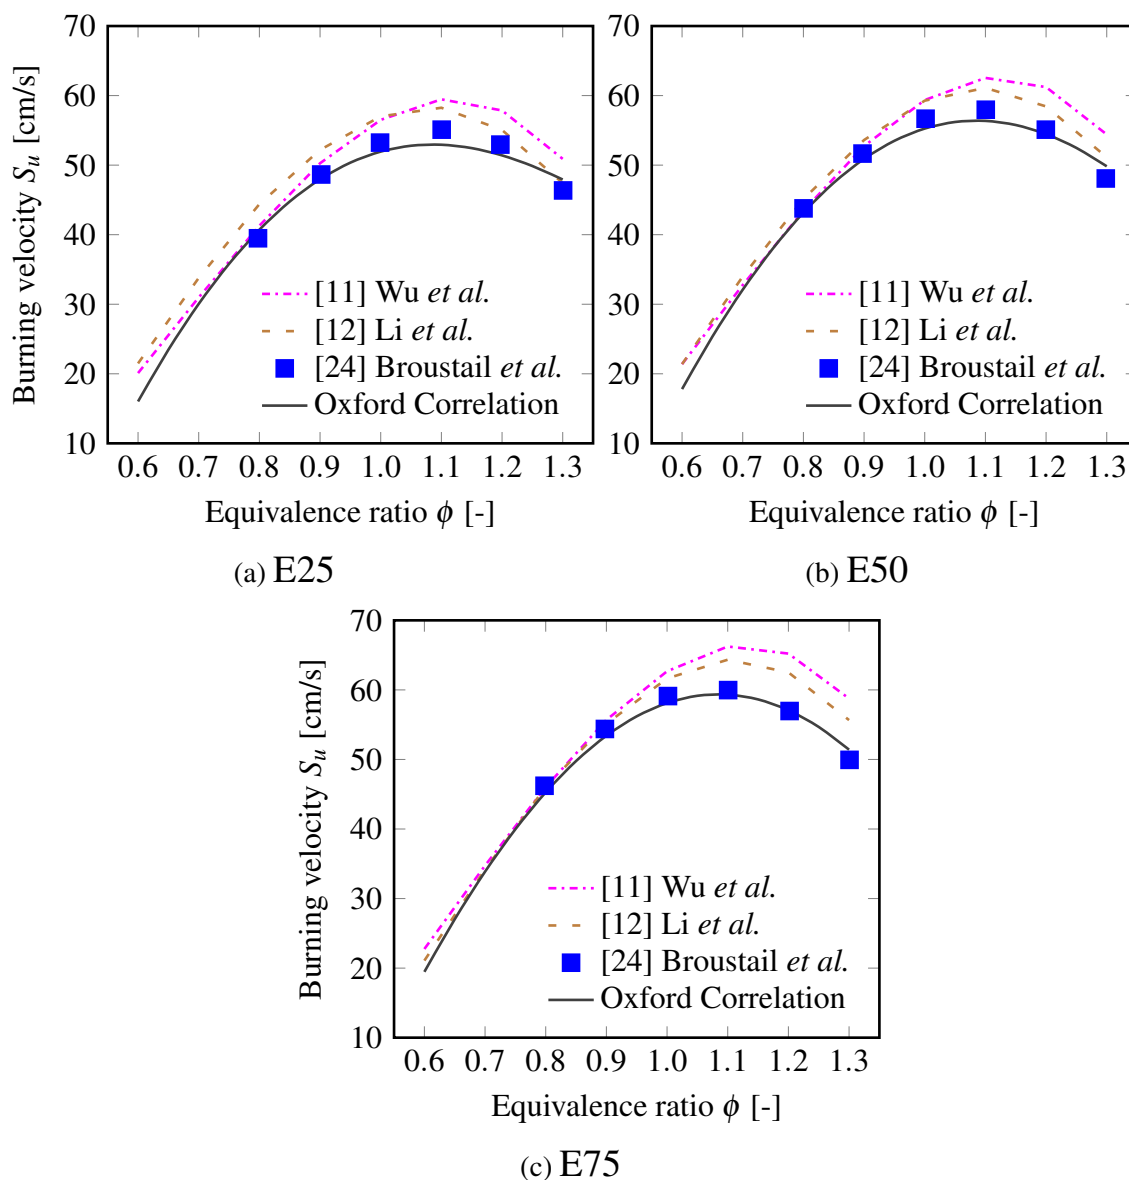 70
60
50
40
30
20
10
Burning velocity S_u [cm/s]
[11] Wu et al.
[12] Li et al.
[24] Broustail et al.
Oxford Correlation
0.6 0.7 0.8 0.9 1.0 1.1 1.2 1.3
Equivalence ratio ϕ [-]
(a) E25
70
60
50
40
30
20
10
[11] Wu et al.
[12] Li et al.
[24] Broustail et al.
Oxford Correlation
0.6 0.7 0.8 0.9 1.0 1.1 1.2 1.3
Equivalence ratio ϕ [-]
(b) E50
70
60
50
40
30
20
10
Burning velocity S_u [cm/s]
[11] Wu et al.
[12] Li et al.
[24] Broustail et al.
Oxford Correlation
0.6 0.7 0.8 0.9 1.0 1.1 1.2 1.3
Equivalence ratio ϕ [-]
(c) E75